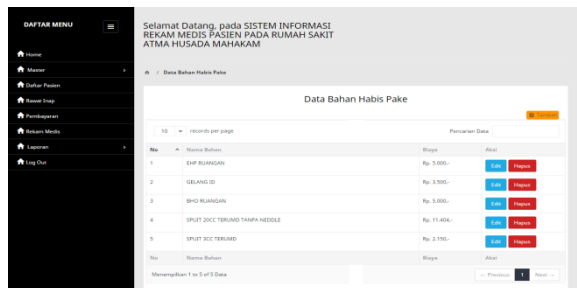 DAFTAR MENU
Selamat Datang, pada SISTEM INFORMASI
REKAM MEDIS PASIEN PADA RUMAH SAKIT
ATMA HUSADA MAHAKAM
Home
Master
Daftar Pasien
Rawat Inap
Pembayaran
Rekam Medis
Laporan
Log Out
/ Data Bahan Habis Pake
Data Bahan Habis Pake
10 records per page
Pencarian Data
No Nama Bahan Biaya Aksi
1 EHP RUANGAN Rp. 5.000,- Edit Hapus
2 GELANG ID Rp. 3.500,- Edit Hapus
3 BHO RUANGAN Rp. 5.000,- Edit Hapus
4 SPUIT 20CC TERUMO TANPA NEDDLE Rp. 11.404,- Edit Hapus
5 SPUIT 3CC TERUMO Rp. 2.150,- Edit Hapus
No Nama Bahan Biaya Aksi
Menampilkan 1 to 5 of 5 Data
← Previous 1 Next →